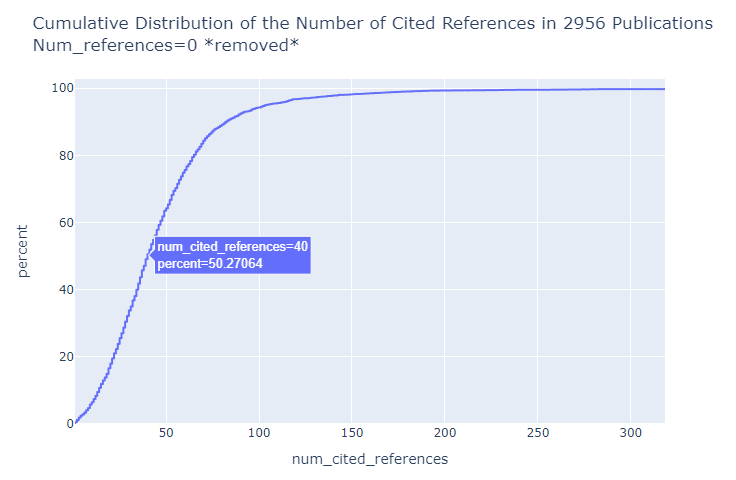 Cumulative Distribution of the Number of Cited References in 2956 Publications
Num_references=0 *removed*
100
80
60
40
20
0
percent
num_cited_references=40
percent=50.27064
50
100
150
200
250
300
num_cited_references